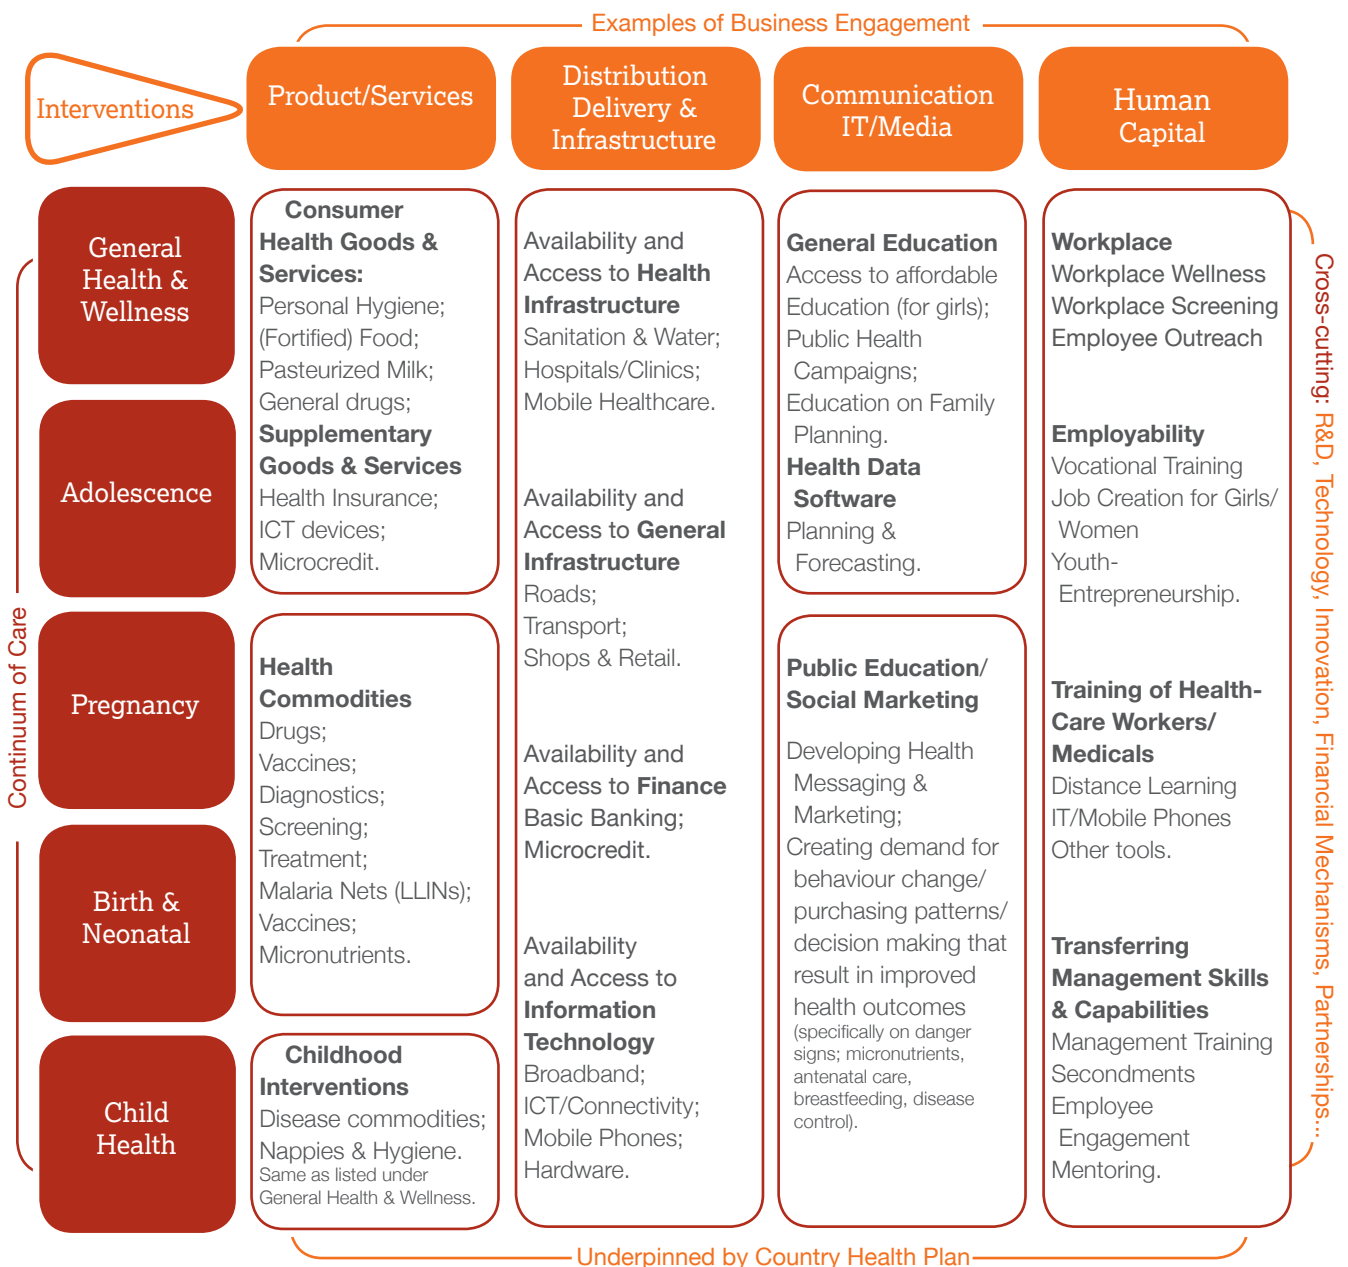 Examples of Business Engagement
Interventions
Product/Services
Distribution
Delivery &
Infrastructure
Communication
IT/Media
Human
Capital
Continuum of Care
General
Health &
Wellness
Adolescence
Pregnancy
Birth &
Neonatal
Child
Health
Consumer
Health Goods &
Services:
Personal Hygiene;
(Fortified) Food;
Pasteurized Milk;
General drugs;
Supplementary
Goods & Services
Health Insurance;
ICT devices;
Microcredit.
Health
Commodities
Drugs;
Vaccines;
Diagnostics;
Screening;
Treatment;
Malaria Nets (LLINs);
Vaccines;
Micronutrients.
Childhood
Interventions
Disease commodities;
Nappies & Hygiene.
Same as listed under
General Health & Wellness.
Availability and
Access to Health
Infrastructure
Sanitation & Water;
Hospitals/Clinics;
Mobile Healthcare.
Availability and
Access to General
Infrastructure
Roads;
Transport;
Shops & Retail.
Availability and
Access to Finance
Basic Banking;
Microcredit.
Availability
and Access to
Information
Technology
Broadband;
ICT/Connectivity;
Mobile Phones;
Hardware.
General Education
Access to affordable
Education (for girls);
Public Health
Campaigns;
Education on Family
Planning.
Health Data
Software
Planning &
Forecasting.
Public Education/
Social Marketing
Developing Health
Messaging &
Marketing;
Creating demand for
behaviour change/
purchasing patterns/
decision making that
result in improved
health outcomes
(specifically on danger
signs; micronutrients,
antenatal care,
breastfeeding, disease
control).
Workplace
Workplace Wellness
Workplace Screening
Employee Outreach
Employability
Vocational Training
Job Creation for Girls/
Women
Youth-
Entrepreneurship.
Training of Health-
Care Workers/
Medicals
Distance Learning
IT/Mobile Phones
Other tools.
Transferring
Management Skills
& Capabilities
Management Training
Secondments
Employee
Engagement
Mentoring.
Cross-cutting: R&D, Technology, Innovation, Financial Mechanisms, Partnerships...
Underpinned by Country Health Plan